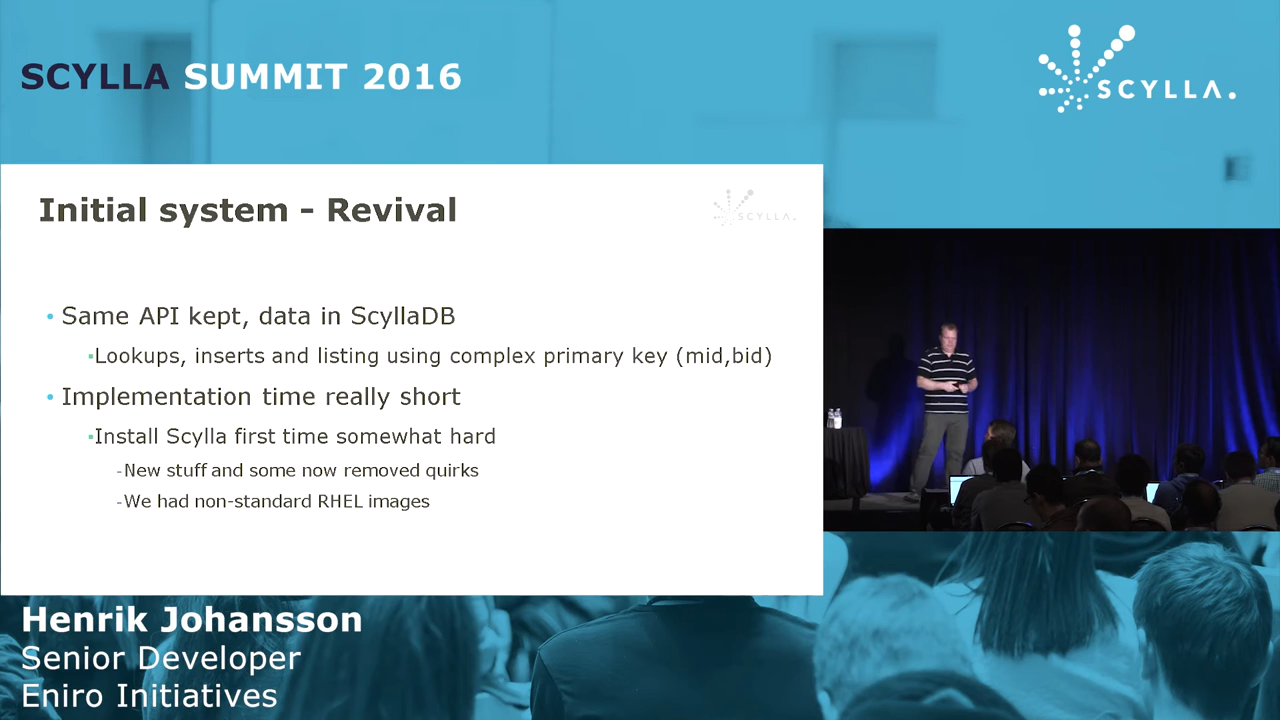 SCYLLA SUMMIT 2016
SCYLLA.
Initial system - Revival
SCYLLA.
• Same API kept, data in ScyllaDB
▪Lookups, inserts and listing using complex primary key (mid,bid)
• Implementation time really short
▪Install Scylla first time somewhat hard
-New stuff and some now removed quirks
-We had non-standard RHEL images
Henrik Johansson
Senior Developer
Eniro Initiatives